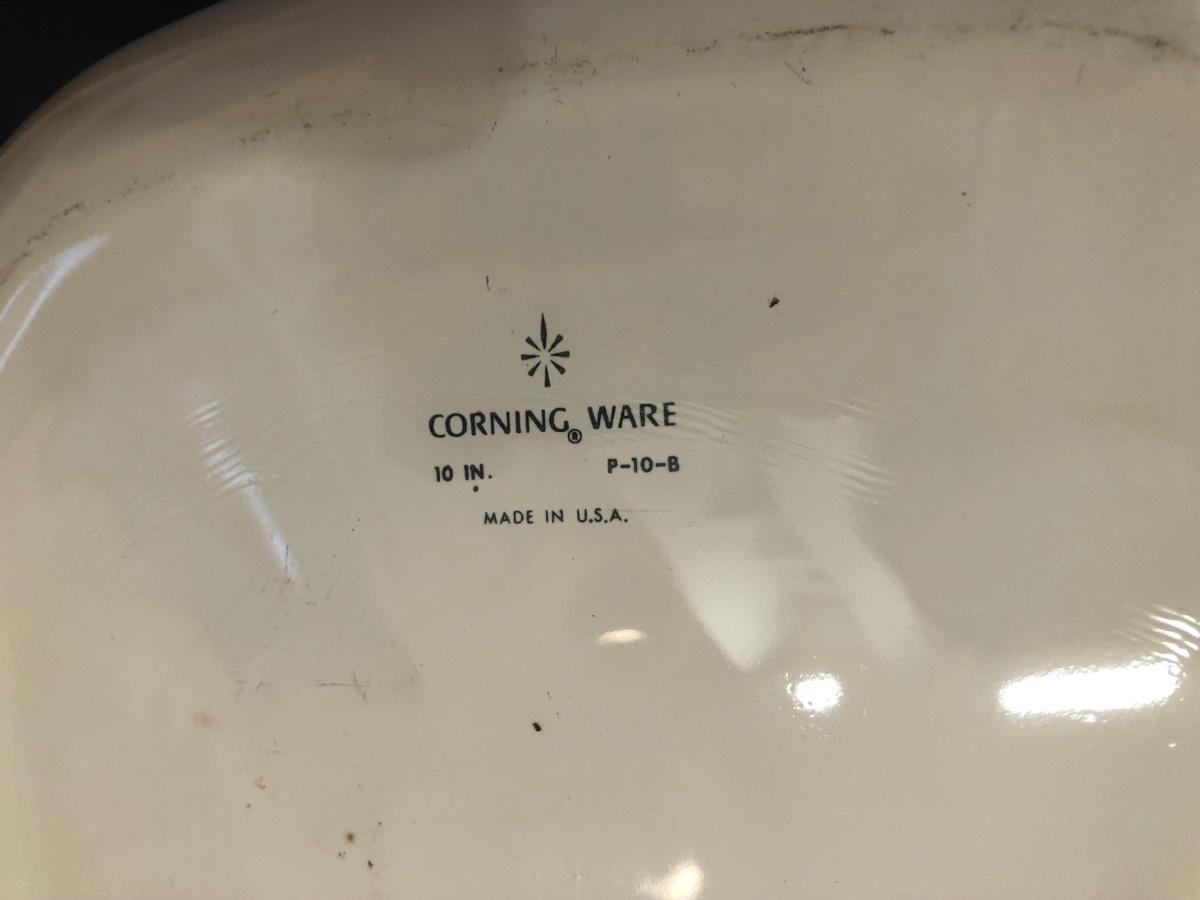 CORNING® WARE
10 IN. P-10-B
MADE IN U.S.A.